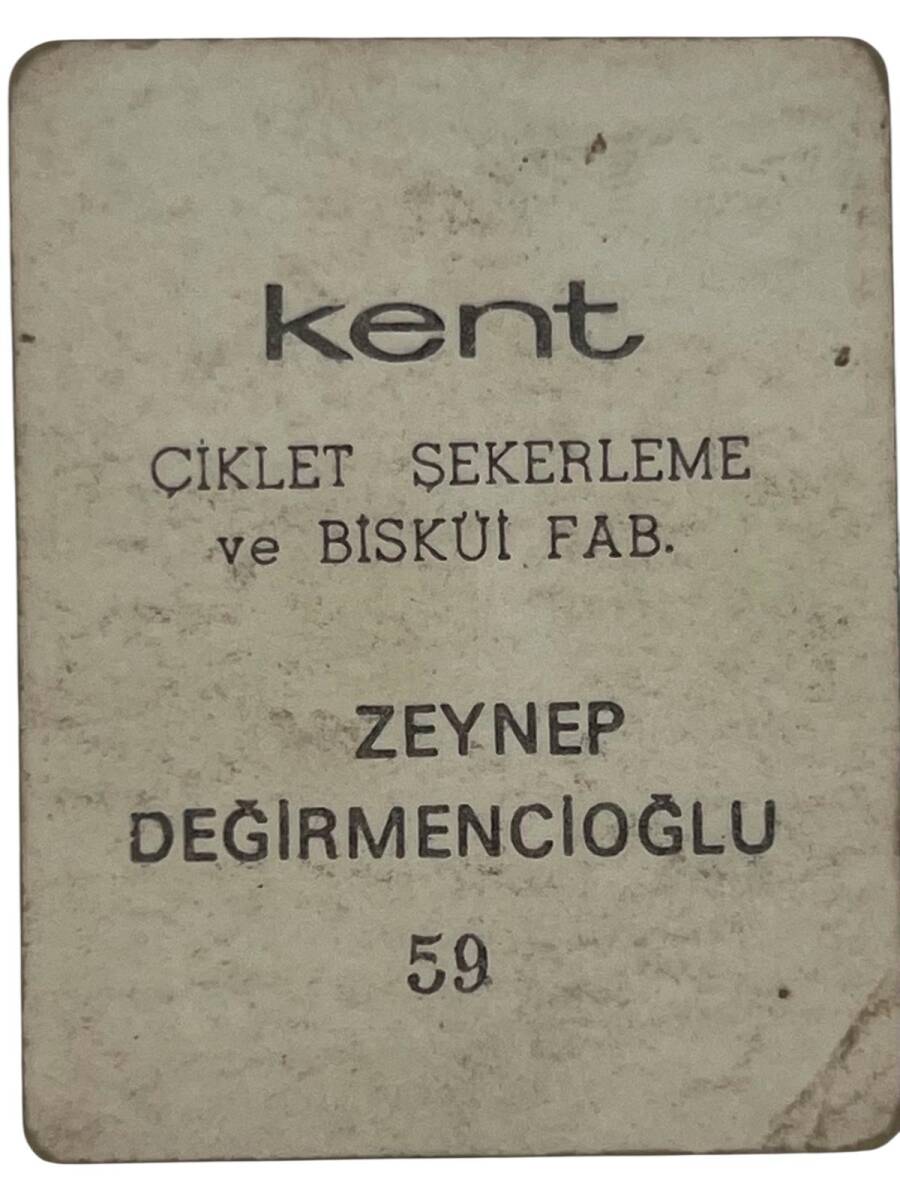 kent
ÇİKLET ŞEKERLEME
ve BİSKÜİ FAB.
ZEYNEP
DEĞİRMENCİOĞLU
59